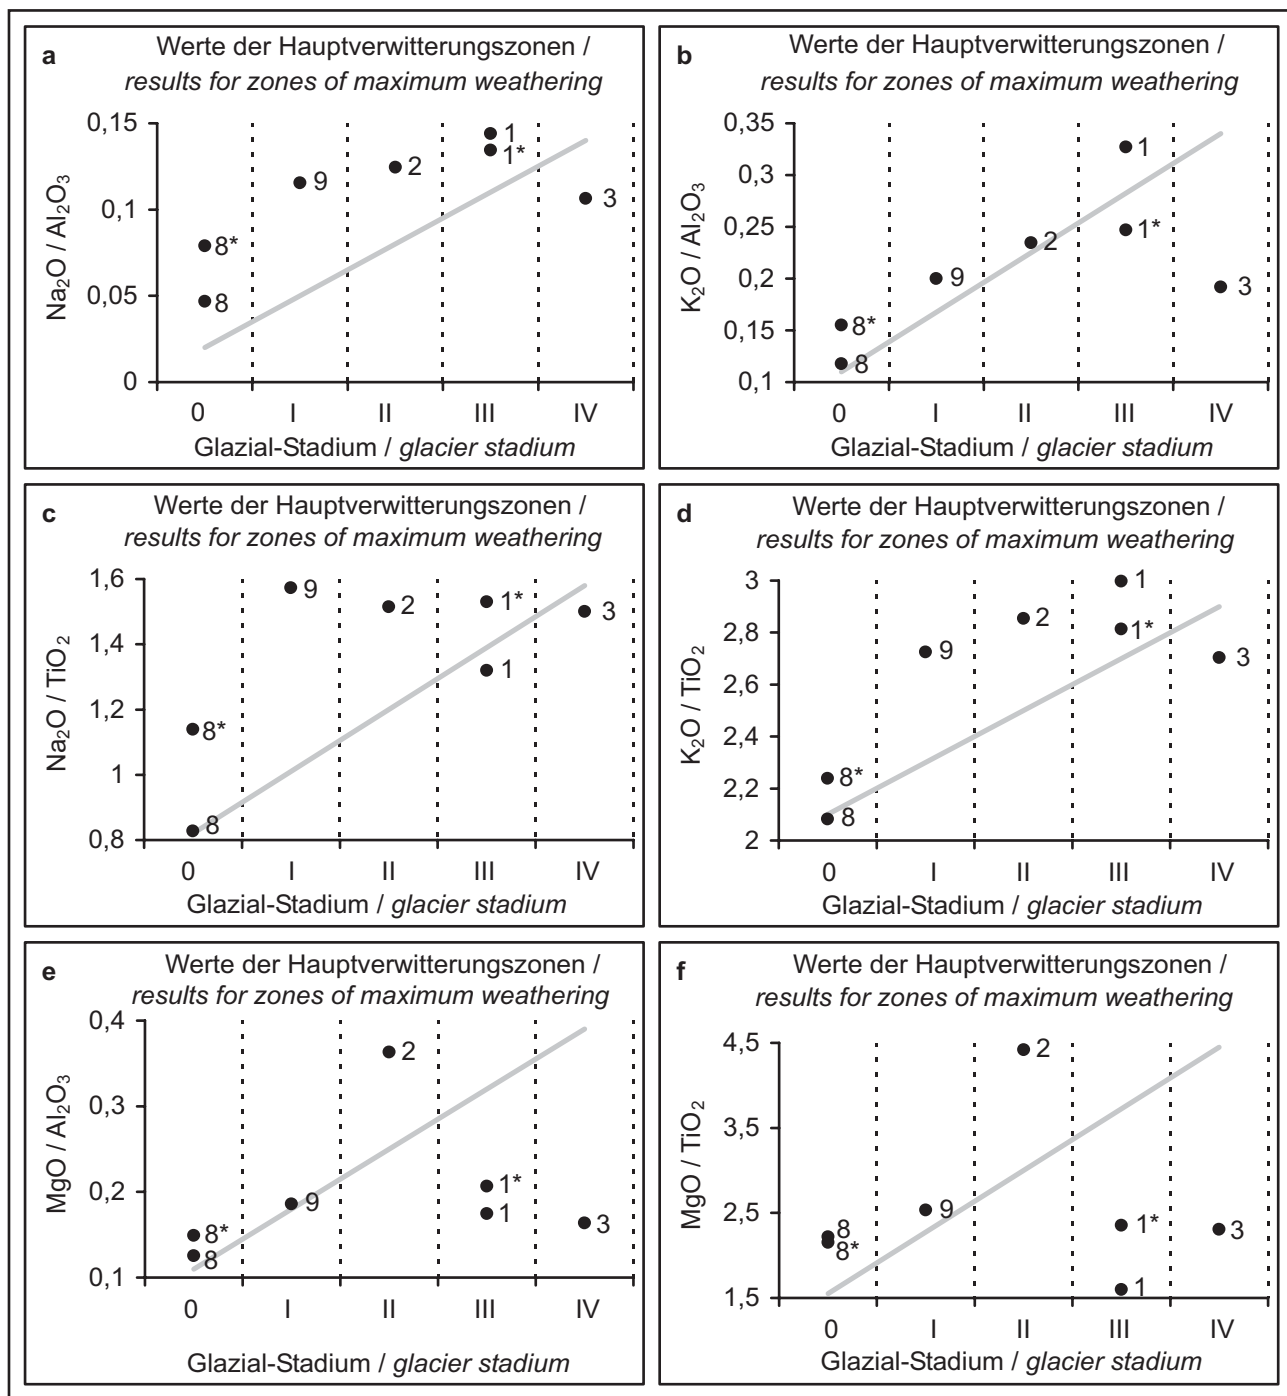 a
Werte der Hauptverwitterungszonen /
results for zones of maximum weathering
0,15
0,1
0,05
0
Na₂O / Al₂O₃
8*
8
9
2
1
1*
3
0 I II III IV
Glazial-Stadium / glacier stadium
b
Werte der Hauptverwitterungszonen /
results for zones of maximum weathering
0,35
0,3
0,25
0,2
0,15
0,1
K₂O / Al₂O₃
8*
8
9
2
1
1*
3
0 I II III IV
Glazial-Stadium / glacier stadium
c
Werte der Hauptverwitterungszonen /
results for zones of maximum weathering
1,6
1,4
1,2
1
0,8
Na₂O / TiO₂
8*
8
9
2
1*
1
3
0 I II III IV
Glazial-Stadium / glacier stadium
d
Werte der Hauptverwitterungszonen /
results for zones of maximum weathering
3
2,8
2,6
2,4
2,2
2
K₂O / TiO₂
8*
8
9
2
1
1*
3
0 I II III IV
Glazial-Stadium / glacier stadium
e
Werte der Hauptverwitterungszonen /
results for zones of maximum weathering
0,4
0,3
0,2
0,1
MgO / Al₂O₃
8*
8
9
2
1*
1
3
0 I II III IV
Glazial-Stadium / glacier stadium
f
Werte der Hauptverwitterungszonen /
results for zones of maximum weathering
4,5
3,5
2,5
1,5
MgO / TiO₂
8
8*
9
2
1*
1
3
0 I II III IV
Glazial-Stadium / glacier stadium